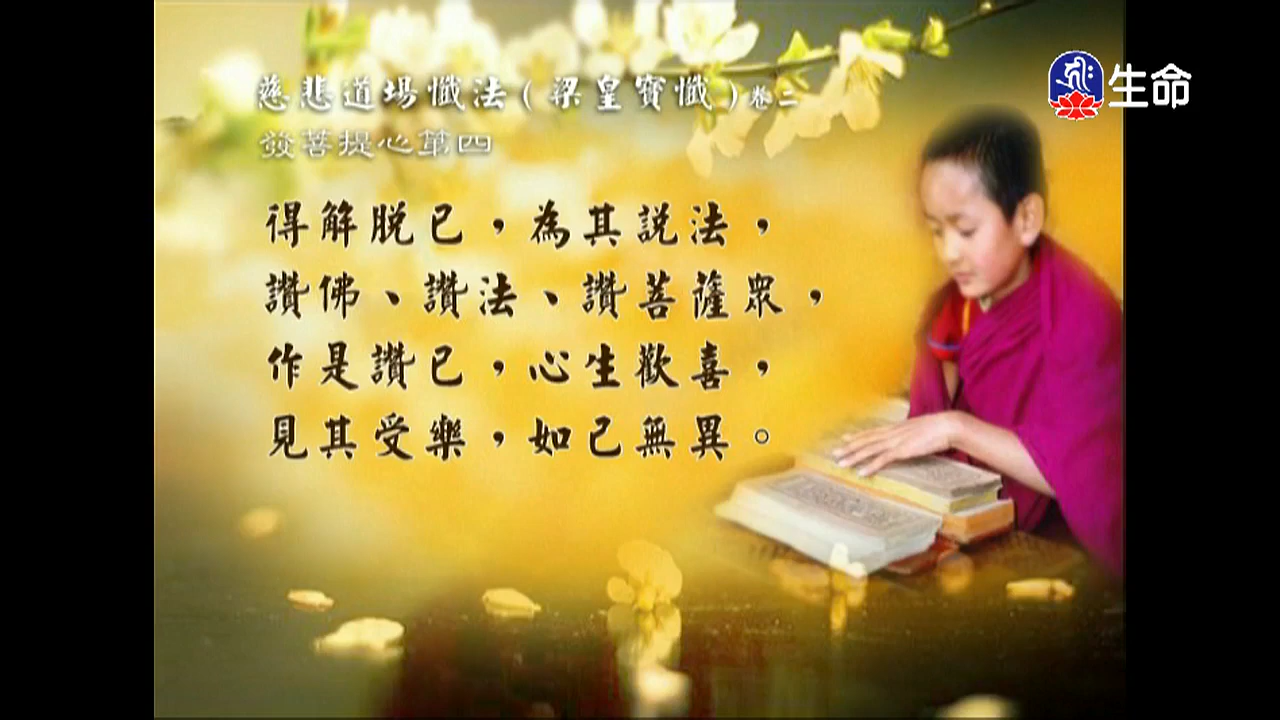 慈悲道場懺法(梁皇寶懺)卷二
發菩提心第四
生命
得解脱已，為其説法，
讚佛、讚法、讚菩薩眾，
作是讚已，心生歡喜，
見其受樂，如己無異。